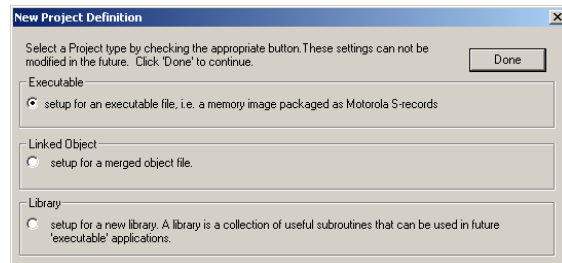 New Project Definition
Select a Project type by checking the appropriate button.These settings can not be
modified in the future. Click 'Done' to continue.
Done
Executable
setup for an executable file, i.e. a memory image packaged as Motorola S-records
Linked Object
setup for a merged object file.
Library
setup for a new library. A library is a collection of useful subroutines that can be used in future
'executable' applications.